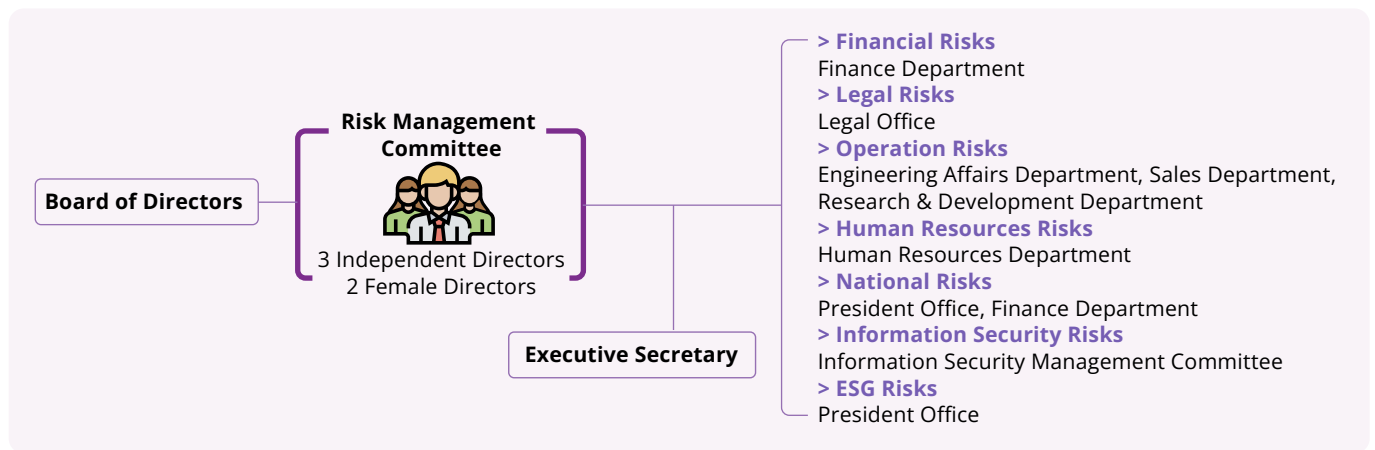 Board of Directors
Risk Management
Committee
3 Independent Directors
2 Female Directors
Executive Secretary
> Financial Risks
Finance Department
> Legal Risks
Legal Office
> Operation Risks
Engineering Affairs Department, Sales Department,
Research & Development Department
> Human Resources Risks
Human Resources Department
> National Risks
President Office, Finance Department
> Information Security Risks
Information Security Management Committee
> ESG Risks
President Office